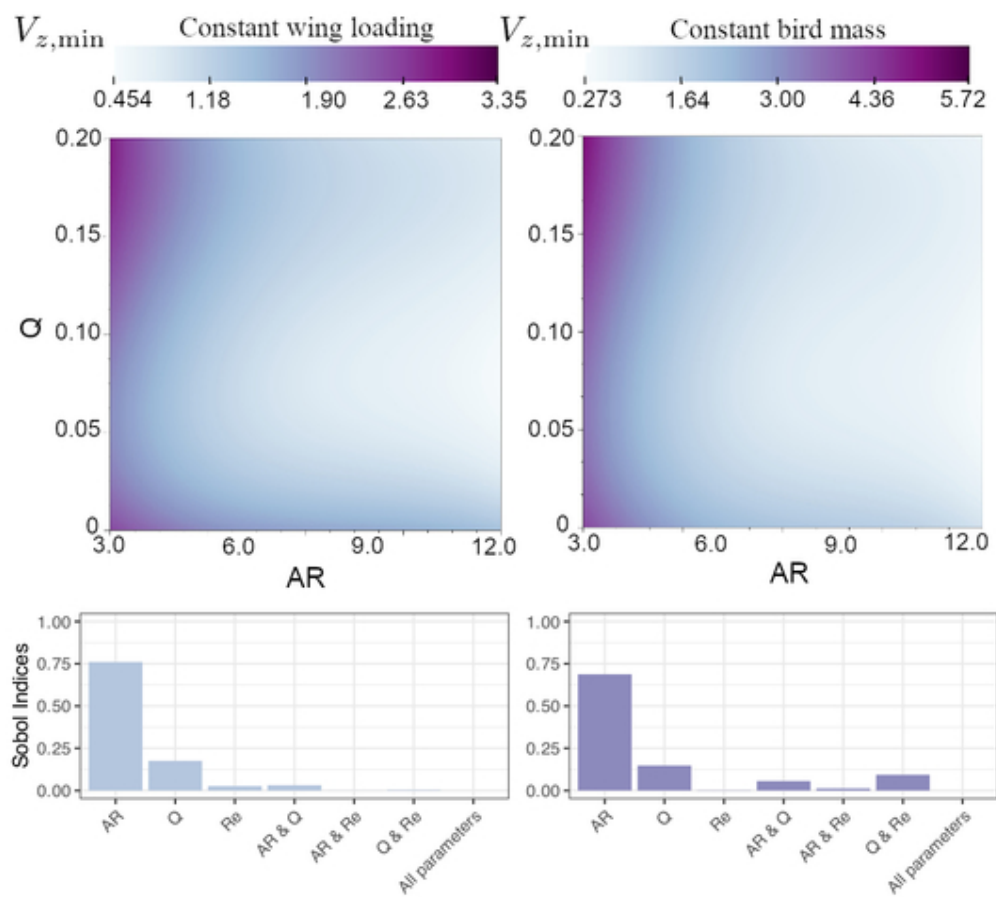 V_z,min Constant wing loading V_z,min Constant bird mass
0.454 1.18 1.90 2.63 3.35 0.273 1.64 3.00 4.36 5.72
0.20 0.20
0.15 0.15
Q 0.10 0.10
0.05 0.05
0 0
3.0 6.0 9.0 12.0 3.0 6.0 9.0 12.0
AR AR
Sobol Indices
1.00 1.00
0.75 0.75
0.50 0.50
0.25 0.25
0.00 0.00
AR Q Re AR & Q AR & Re Q & Re All parameters AR Q Re AR & Q AR & Re Q & Re All parameters